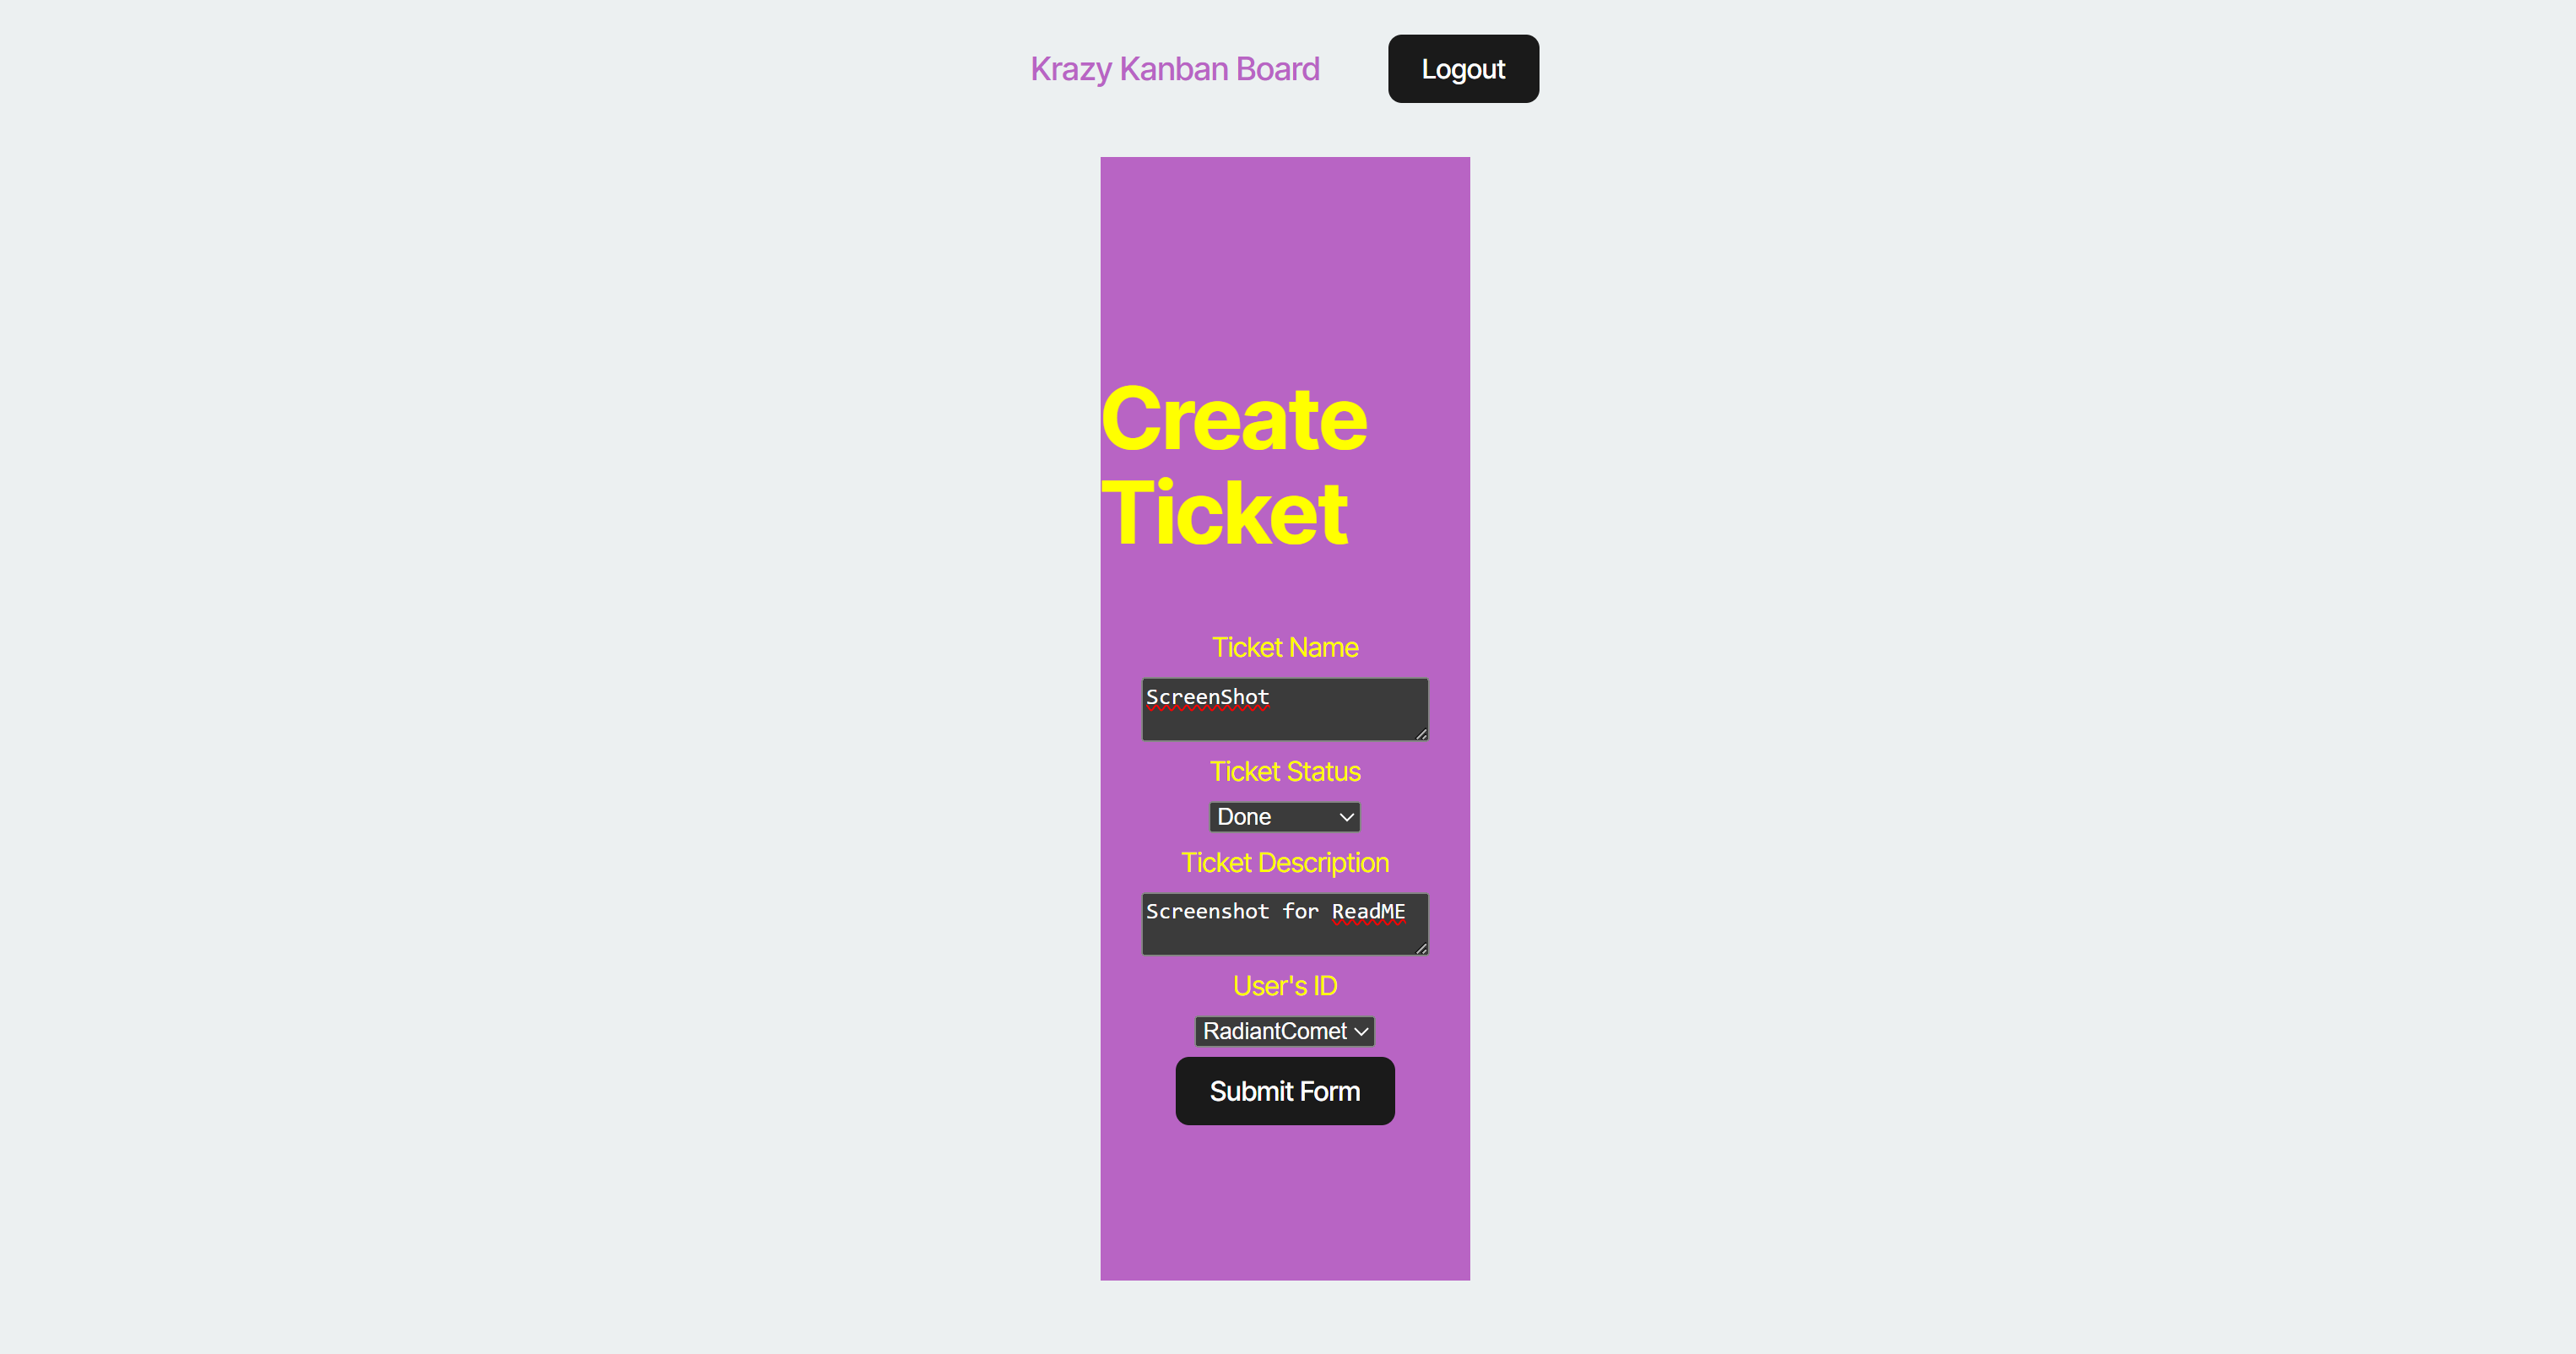 Krazy Kanban Board
Logout
Create
Ticket
Ticket Name
ScreenShot
Ticket Status
Done
Ticket Description
Screenshot for ReadME
User's ID
RadiantComet
Submit Form